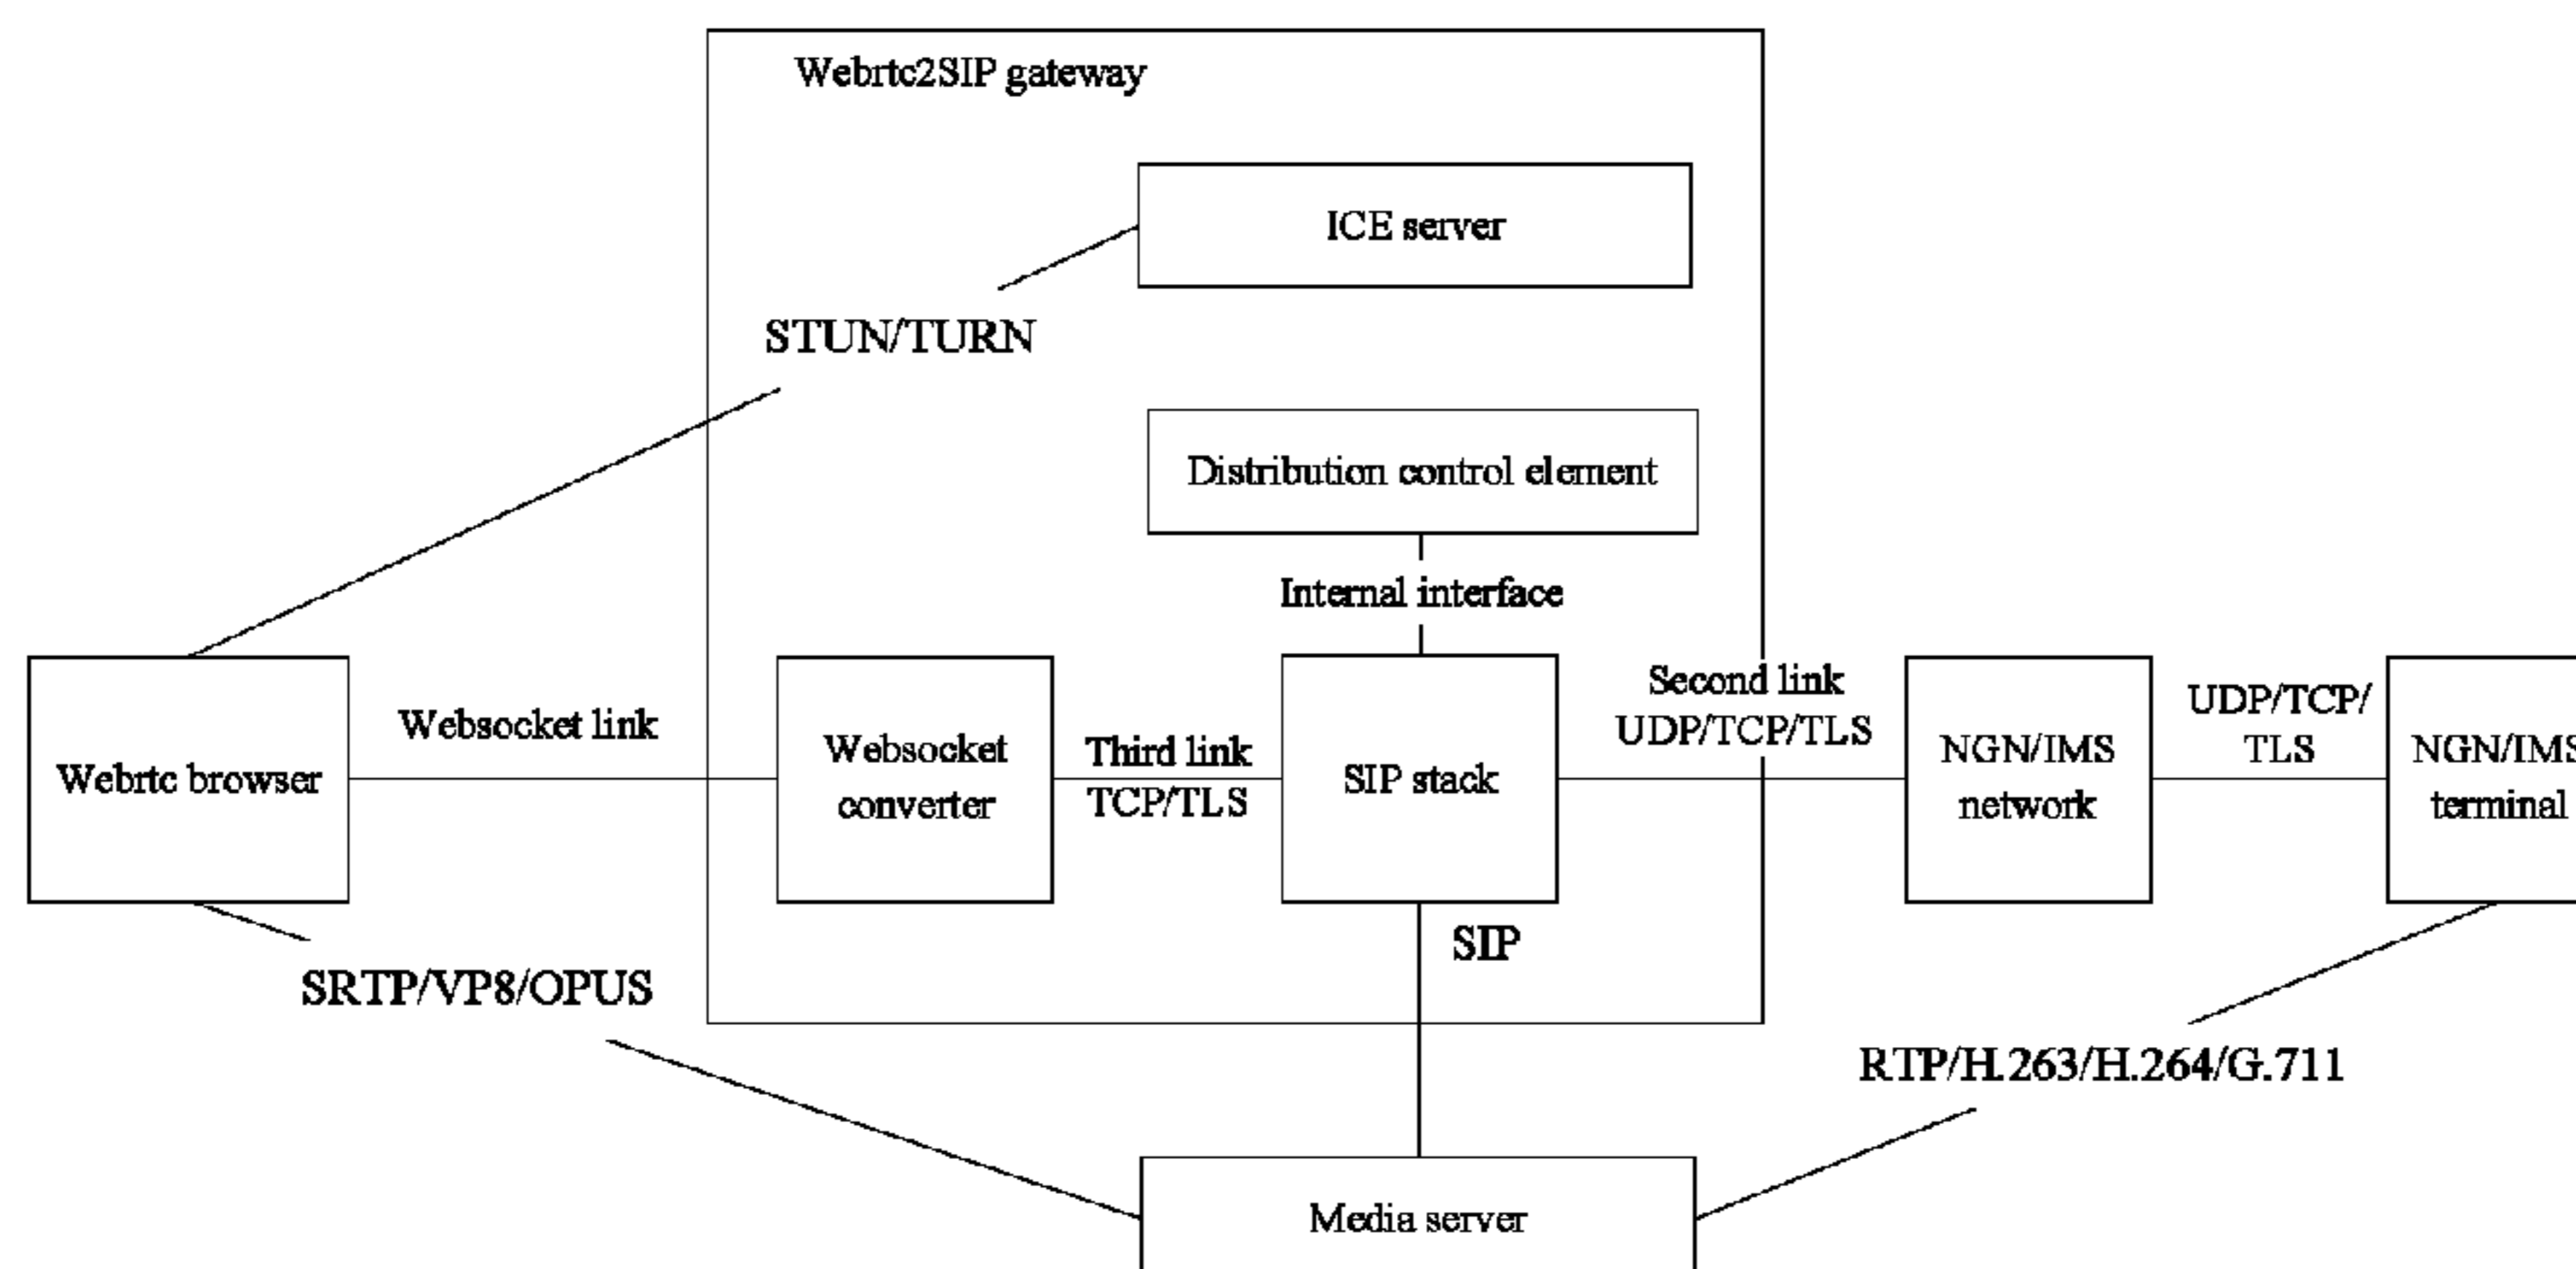 Webrtc2SIP gateway
ICE server
STUN/TURN
Distribution control element
Internal interface
Webrtc browser
Websocket link
Websocket
converter
Third link
TCP/TLS
SIP stack
Second link
UDP/TCP/TLS
NGN/IMS
network
UDP/TCP/
TLS
NGN/IMS
terminal
SIP
SRTP/VP8/OPUS
RTP/H.263/H.264/G.711
Media server